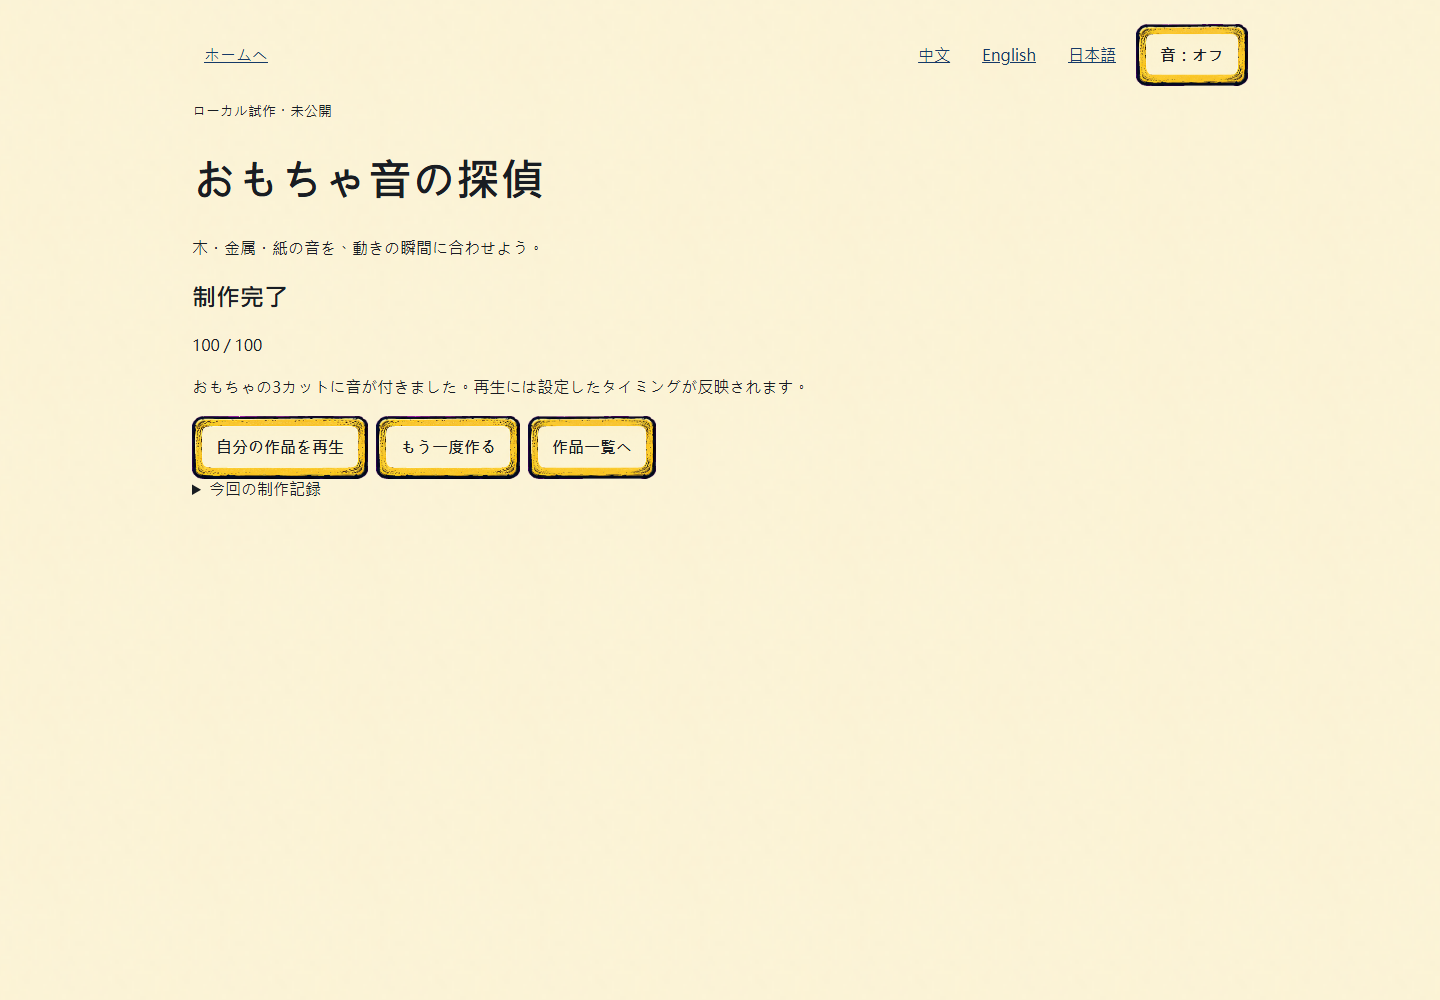 ホームへ
中文 English 日本語 音：オフ
ローカル試作・未公開
おもちゃ音の探偵
木・金属・紙の音を、動きの瞬間に合わせよう。
制作完了
100 / 100
おもちゃの3カットに音が付きました。再生には設定したタイミングが反映されます。
自分の作品を再生 もう一度作る 作品一覧へ
▶ 今回の制作記録